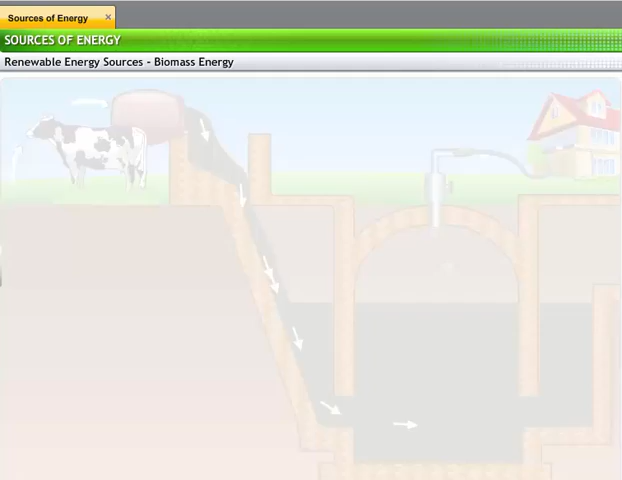 Sources of Energy
SOURCES OF ENERGY
Renewable Energy Sources - Biomass Energy